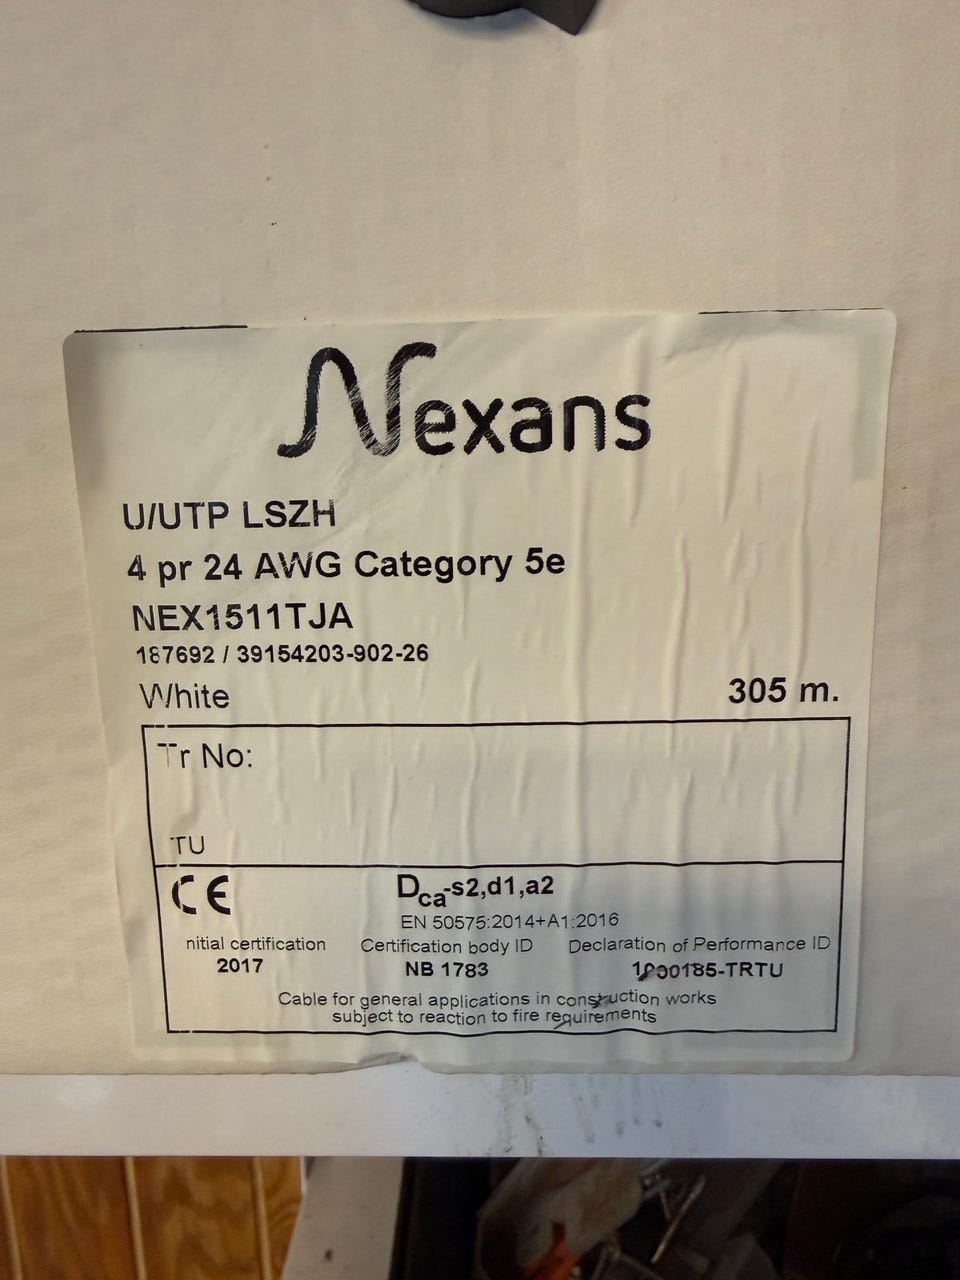 Nexans
U/UTP LSZH
4 pr 24 AWG Category 5e
NEX1511TJA
187692 / 39154203-902-26
White 305 m.
Tr No:
TU
CE Dca-s2,d1,a2
EN 50575:2014+A1:2016
nitial certification Certification body ID Declaration of Performance ID
2017 NB 1783
Cable for general applications in construction works
subject to reaction to fire requirements